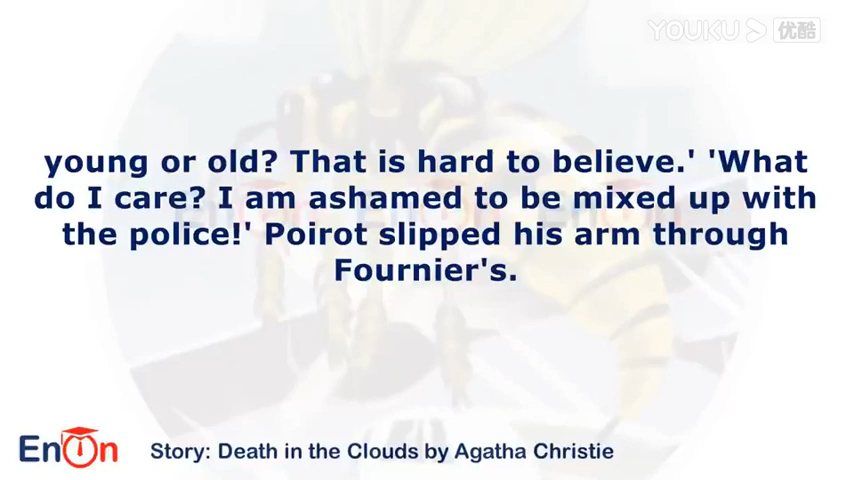 YOUKU 优酷
young or old? That is hard to believe.' 'What
do I care? I am ashamed to be mixed up with
the police!' Poirot slipped his arm through
Fournier's.
EnOn
Story: Death in the Clouds by Agatha Christie